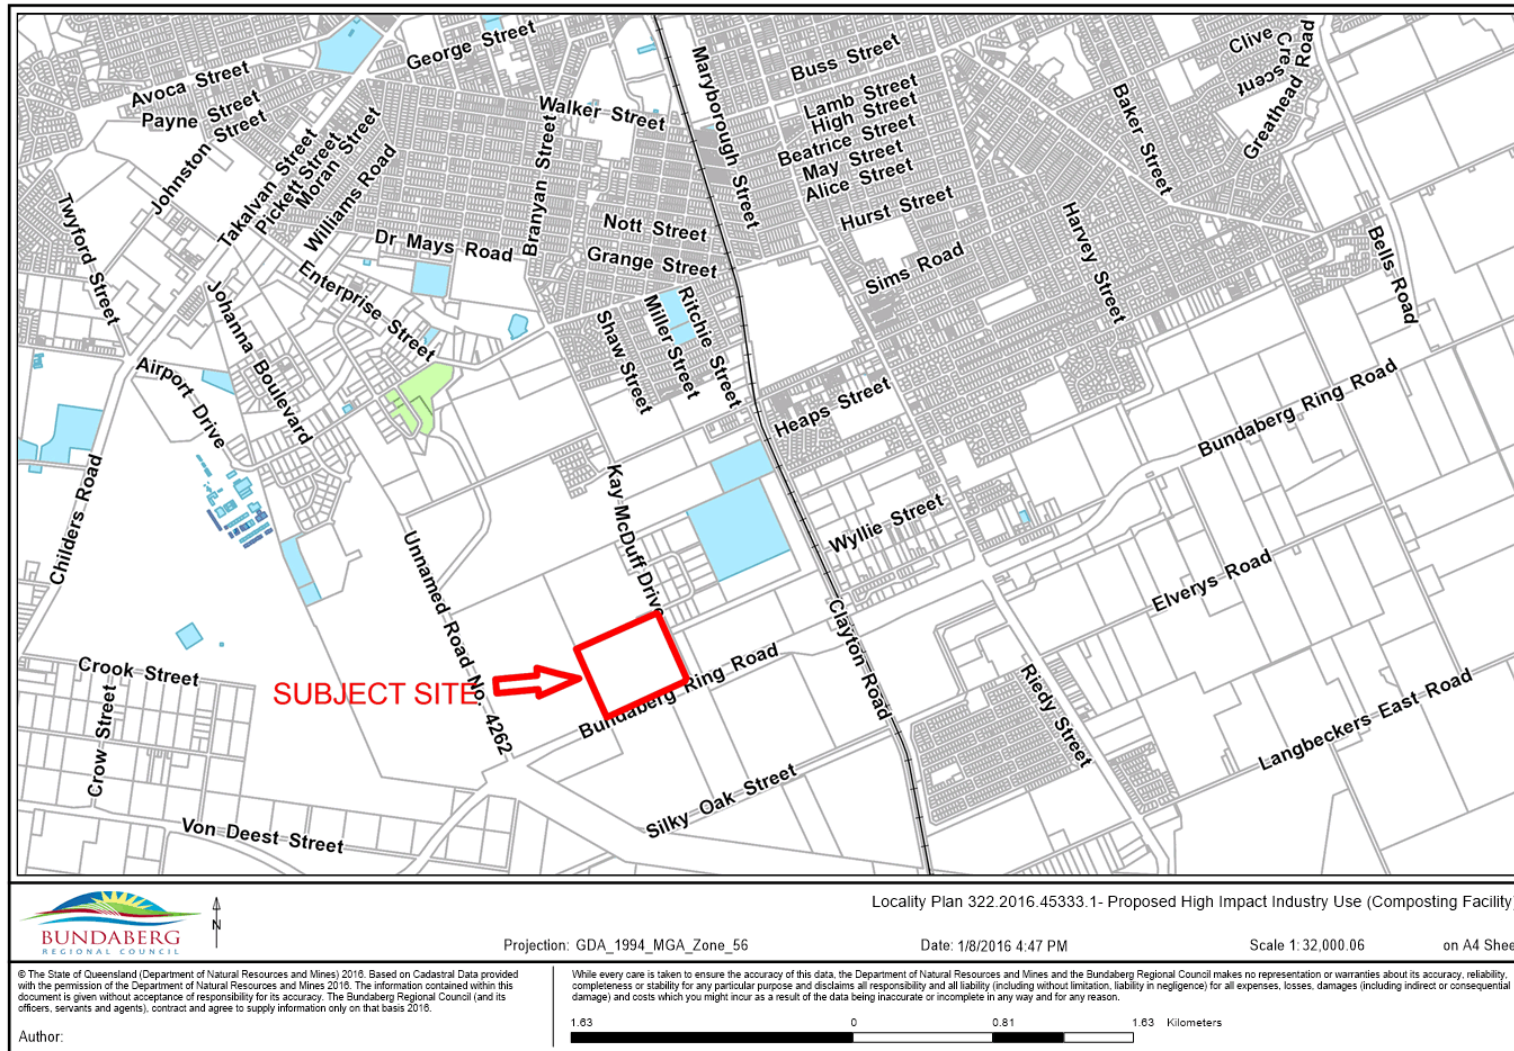 George Street
Avoca Street
Payne Street
Johnston Street
Takalvan Street
Pickett Street
Moran Street
Williams Road
Walker Street
Branyan Street
Maryborough Street
Buss Street
Lamb Street
High Street
Beatrice Street
May Street
Alice Street
Hurst Street
Sims Road
Baker Street
Clive Crescent
Greathead Road
Harvey Street
Bells Road
Twyford Street
Dr Mays Road
Nott Street
Grange Street
Enterprise Street
Johanna Boulevard
Airport Drive
Shaw Street
Miller Street
Ritchie Street
Heaps Street
Bundaberg Ring Road
Childers Road
Unnamed Road No. 4262
Kay McDuff Drive
Wyllie Street
Elverys Road
Clayton Road
Crook Street
Crow Street
SUBJECT SITE
Bundaberg Ring Road
Riedy Street
Langbeckers East Road
Silky Oak Street
Von Deest Street
BUNDABERG
REGIONAL COUNCIL
N
Locality Plan 322.2016.45333.1- Proposed High Impact Industry Use (Composting Facility)
Projection: GDA_1994_MGA_Zone_56
Date: 1/8/2016 4:47 PM
Scale 1:32,000.06
on A4 Shee
© The State of Queensland (Department of Natural Resources and Mines) 2016. Based on Cadastral Data provided
with the permission of the Department of Natural Resources and Mines 2016. The information contained within this
document is given without acceptance of responsibility for its accuracy. The Bundaberg Regional Council (and its
officers, servants and agents), contract and agree to supply information only on that basis 2016.
Author:
While every care is taken to ensure the accuracy of this data, the Department of Natural Resources and Mines and the Bundaberg Regional Council makes no representation or warranties about its accuracy, reliability,
completeness or stability for any particular purpose and disclaims all responsibility and all liability (including without limitation, liability in negligence) for all expenses, losses, damages (including indirect or consequential
damage) and costs which you might incur as a result of the data being inaccurate or incomplete in any way and for any reason.
1.63 0 0.81 1.63 Kilometers